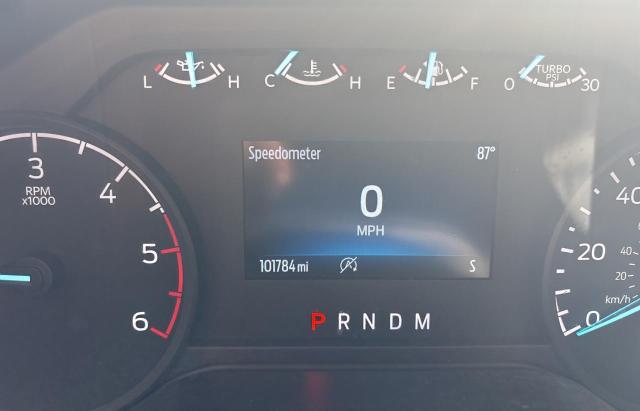 L H C H E F 0 TURBO PSI 30
Speedometer 87°
3
RPM
x1000
4
5
6
0
MPH
101784 mi S
P R N D M
40
20
40
20
km/h
0